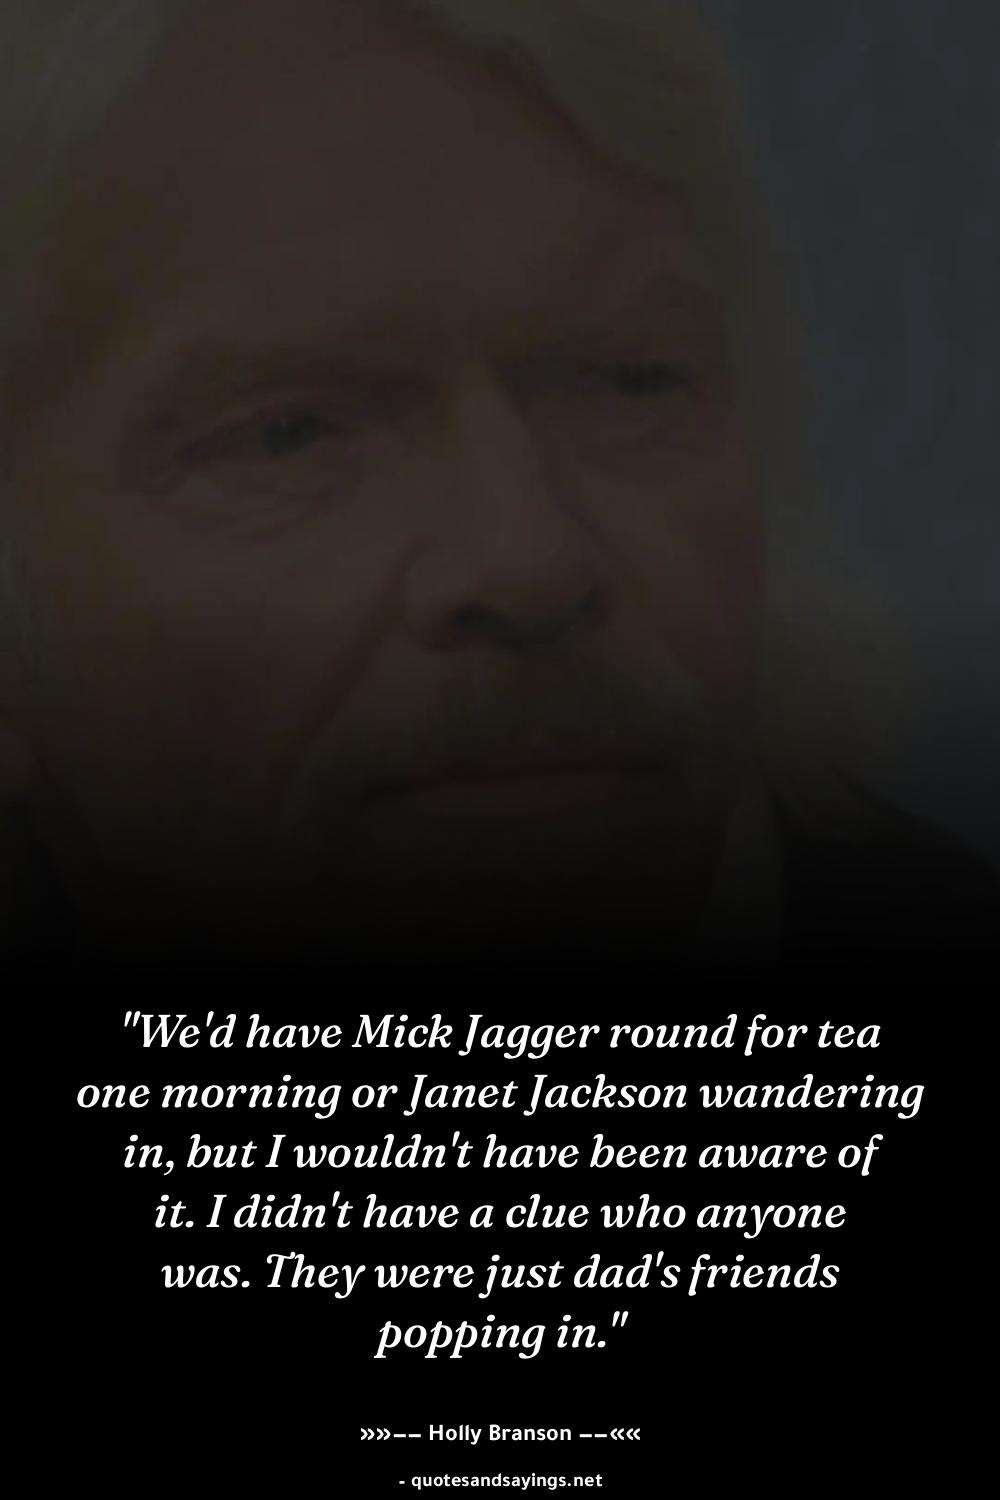 "We'd have Mick Jagger round for tea
one morning or Janet Jackson wandering
in, but I wouldn't have been aware of
it. I didn't have a clue who anyone
was. They were just dad's friends
popping in."
»»–– Holly Branson ––««
- quotesandsayings.net